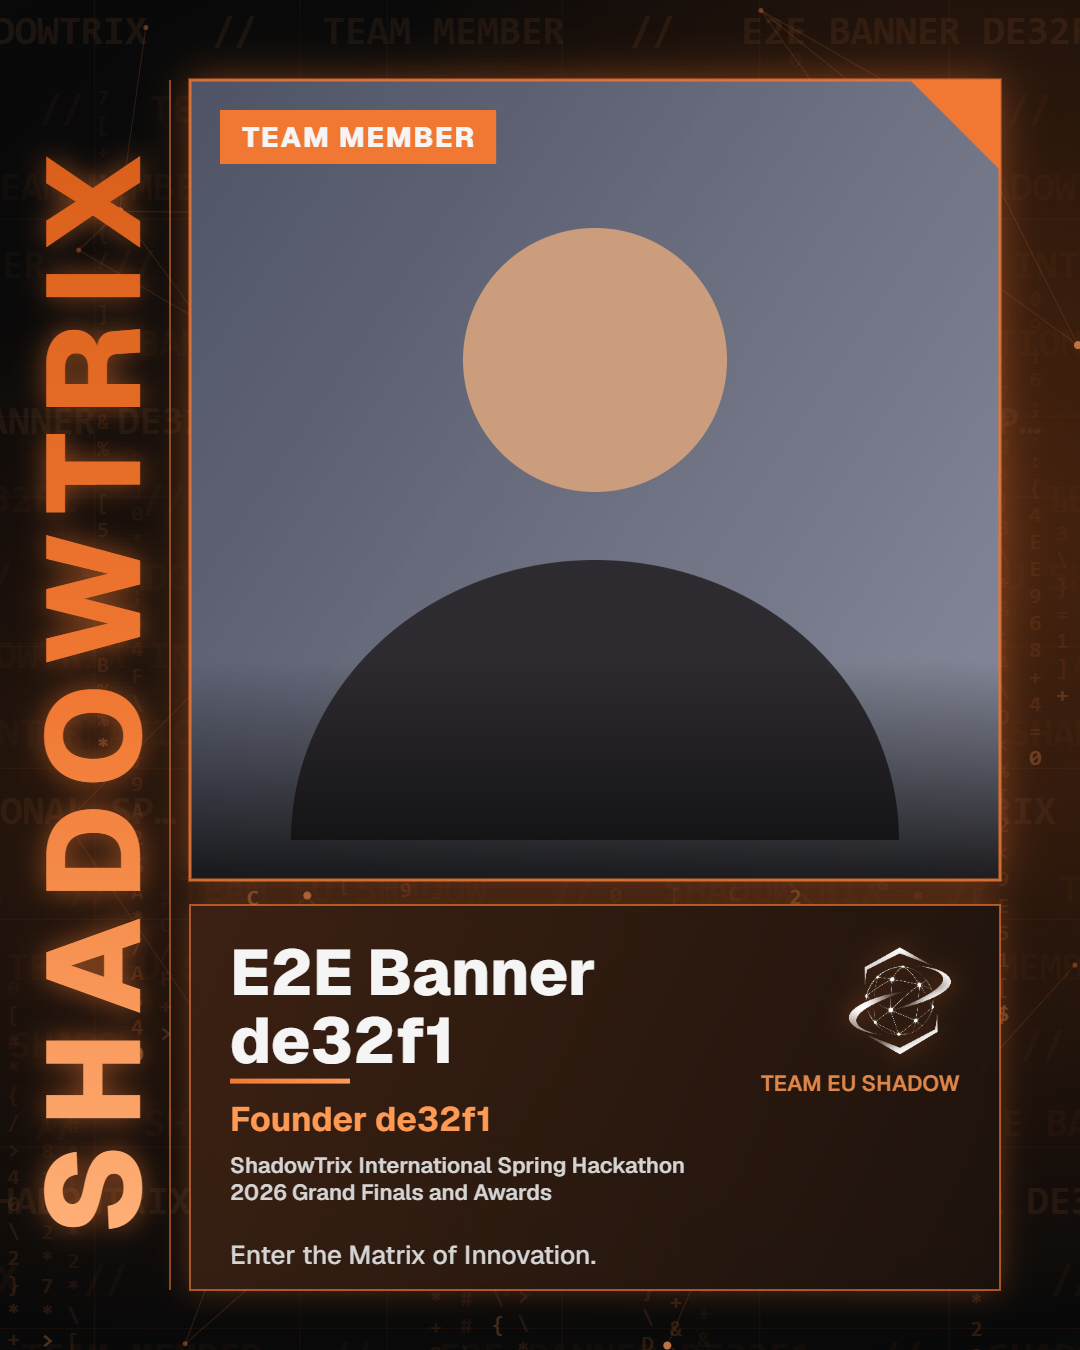 TEAM MEMBER
SHADOWTRIX
E2E Banner
de32f1
TEAM EU SHADOW
Founder de32f1
ShadowTrix International Spring Hackathon
2026 Grand Finals and Awards
Enter the Matrix of Innovation.